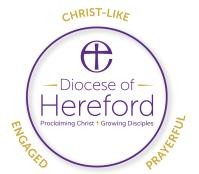 CHRIST-LIKE
Diocese of
Hereford
Proclaiming Christ † Growing Disciples
ENGAGED
PRAYERFUL